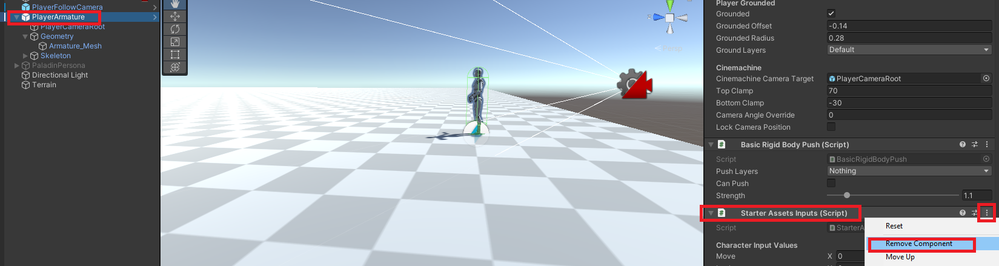 PlayerFollowCamera
PlayerArmature
PlayerCameraRoot
Geometry
Armature_Mesh
Skeleton
PaladinPersona
Directional Light
Terrain
z
Persp
Player Grounded
Grounded
Grounded Offset -0.14
Grounded Radius 0.28
Ground Layers Default
Cinemachine
Cinemachine Camera Target PlayerCameraRoot
Top Clamp 70
Bottom Clamp -30
Camera Angle Override 0
Lock Camera Position
# Basic Rigid Body Push (Script)
Script BasicRigidBodyPush
Push Layers Nothing
Can Push
Strength 1.1
# Starter Assets Inputs (Script)
Script StarterA
Character Input Values
Move X 0
Reset
Remove Component
Move Up